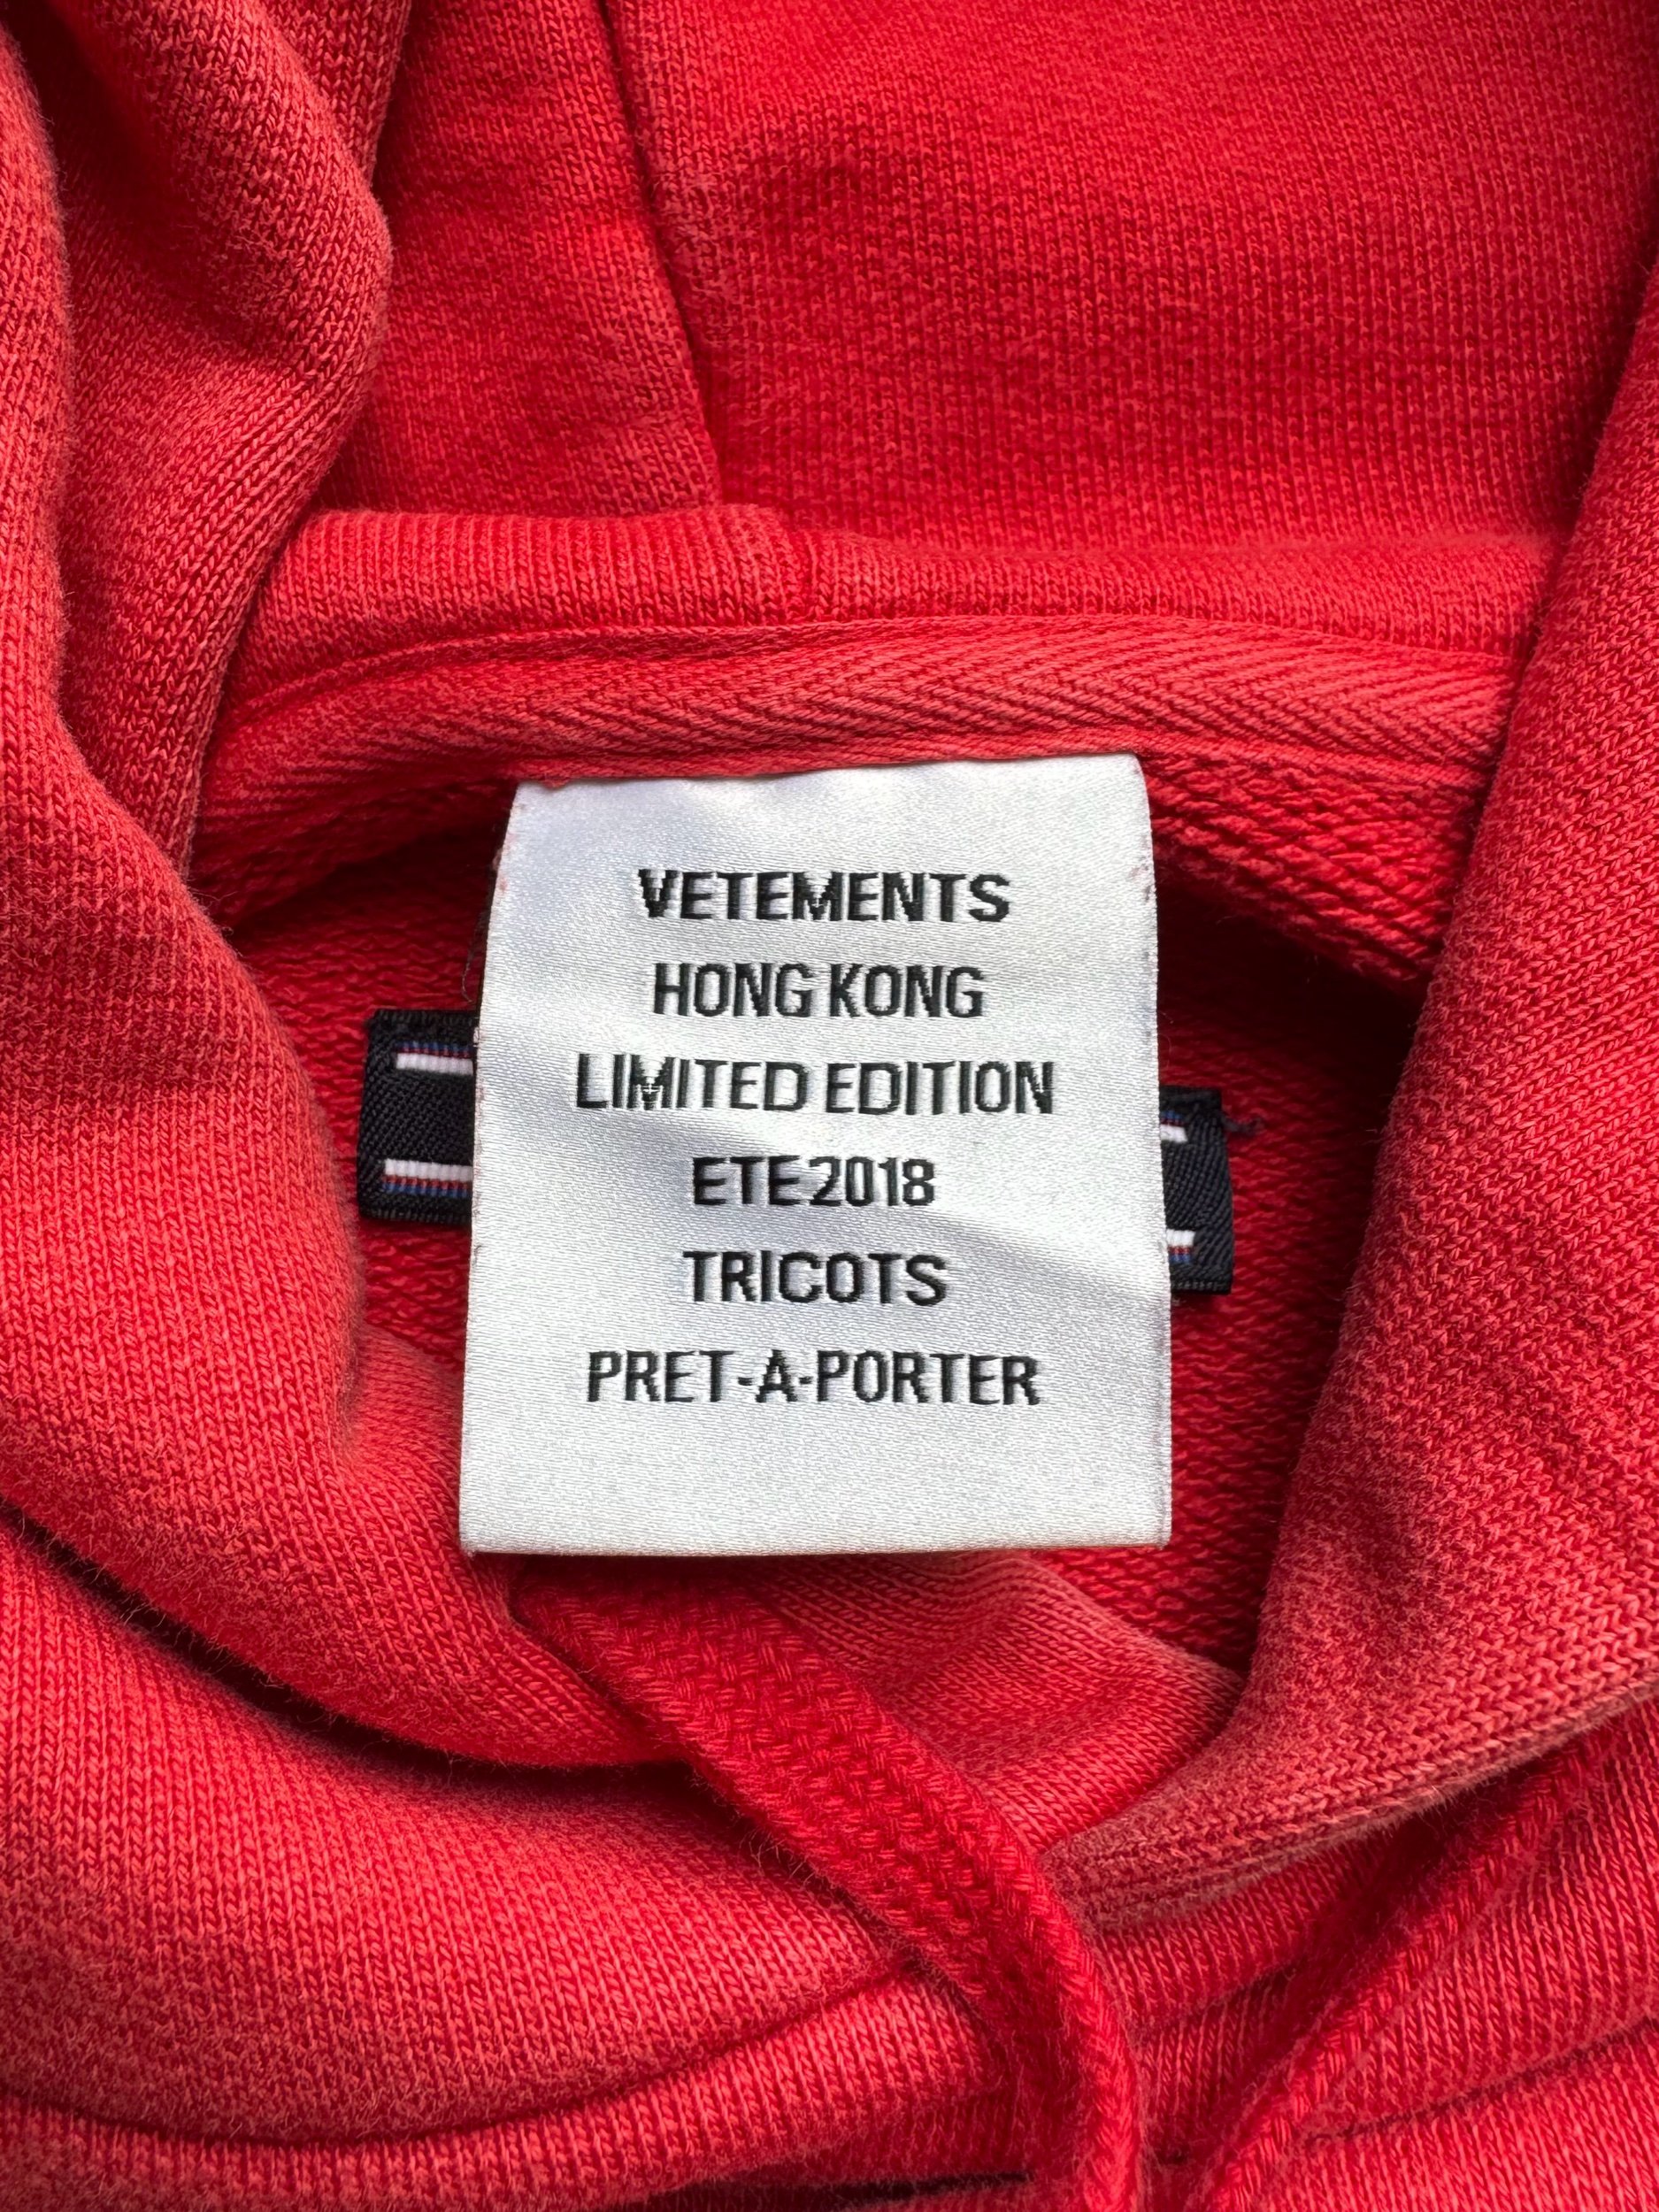 VETEMENTS
HONG KONG
LIMITED EDITION
ETE 2018
TRICOTS
PRET-A-PORTER